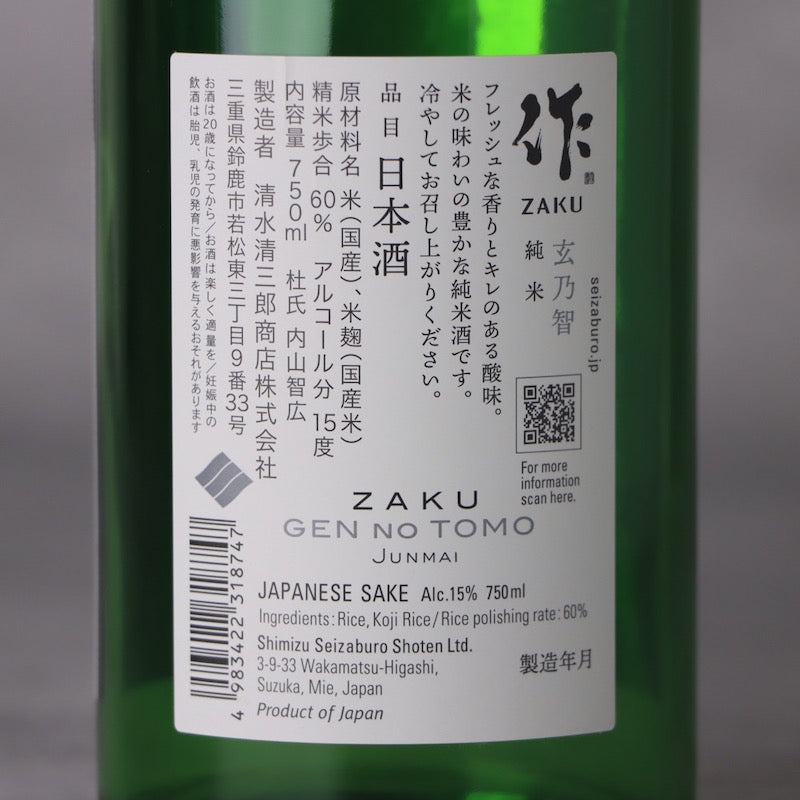 作
ZAKU
玄乃智
純米
seizaburo.jp
For more
information
scan here.
フレッシュな香りとキレのある酸味。
米の味わいの豊かな純米酒です。
冷やしてお召し上がりください。
品目 日本酒
原材料名 米(国産)、米麹(国産米)
精米歩合 60% アルコール分 15度
内容量 750ml 杜氏 内山智広
製造者 清水清三郎商店株式会社
三重県鈴鹿市若松東三丁目9番33号
お酒は20歳になってから/お酒は楽しく適量を/妊娠中の
飲酒は胎児、乳児の発育に悪影響を与えるおそれがあります
ZAKU
GEN NO TOMO
JUNMAI
JAPANESE SAKE Alc.15% 750ml
Ingredients: Rice, Koji Rice/Rice polishing rate: 60%
Shimizu Seizaburo Shoten Ltd.
3-9-33 Wakamatsu-Higashi,
Suzuka, Mie, Japan
Product of Japan
製造年月
4 983422 318747